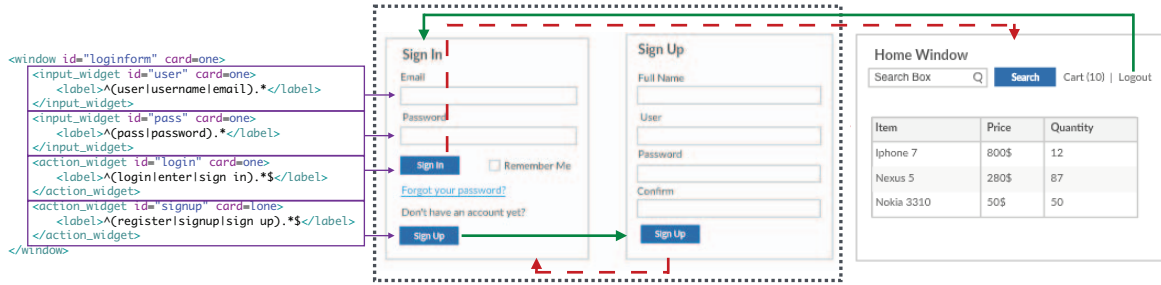 <window id="loginform" card=one>
<input_widget id="user" card=one>
<label>^(user|username|email).*</label>
</input_widget>
<input_widget id="pass" card=one>
<label>^(pass|password).*</label>
</input_widget>
<action_widget id="login" card=one>
<label>^(login|enter|sign in).*$</label>
</action_widget>
<action_widget id="signup" card=lone>
<label>^(register|signup|sign up).*$</label>
</action_widget>
</window>
Sign In
Email
Password
Sign In
Remember Me
Forgot your password?
Don't have an account yet?
Sign Up
Sign Up
Full Name
User
Password
Confirm
Sign Up
Home Window
Search Box Search Cart (10) | Logout
Item Price Quantity
Iphone 7 800$ 12
Nexus 5 280$ 87
Nokia 3310 50$ 50